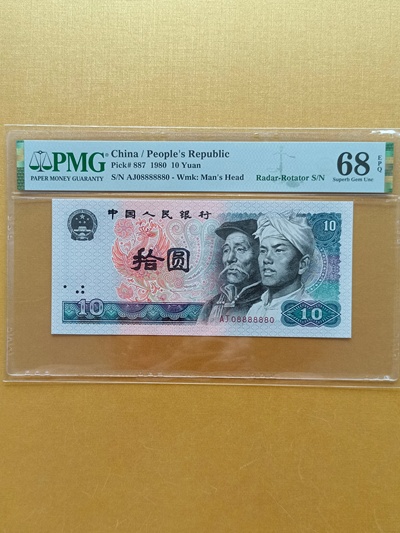 PMG
PAPER MONEY GUARANTY
China / People's Republic
Pick# 887 1980 10 Yuan
S/N AJ08888880 - Wmk: Man's Head
Radar-Rotator S/N
68 EPQ
Superb Gem Unc
中国人民银行
10
拾圆
10
AJ08888880
10